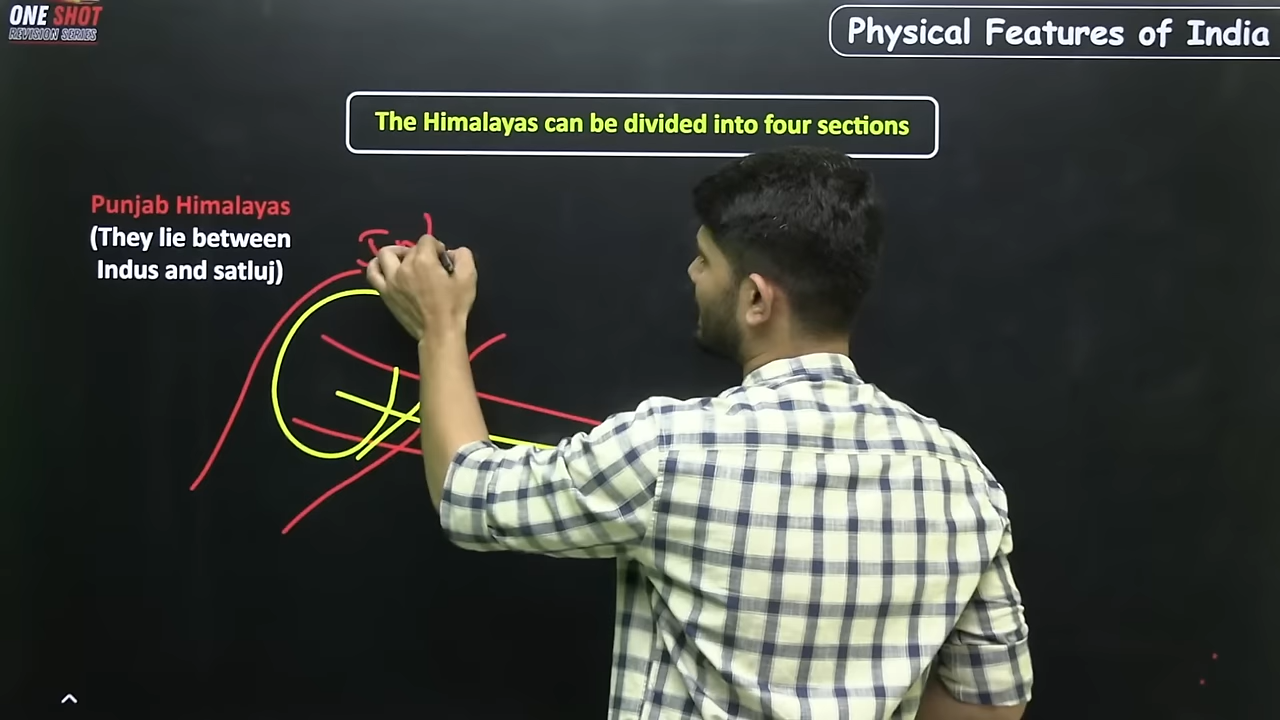 ONE SHOT
REVISION SERIES
Physical Features of India
The Himalayas can be divided into four sections
Punjab Himalayas
(They lie between
Indus and satluj)